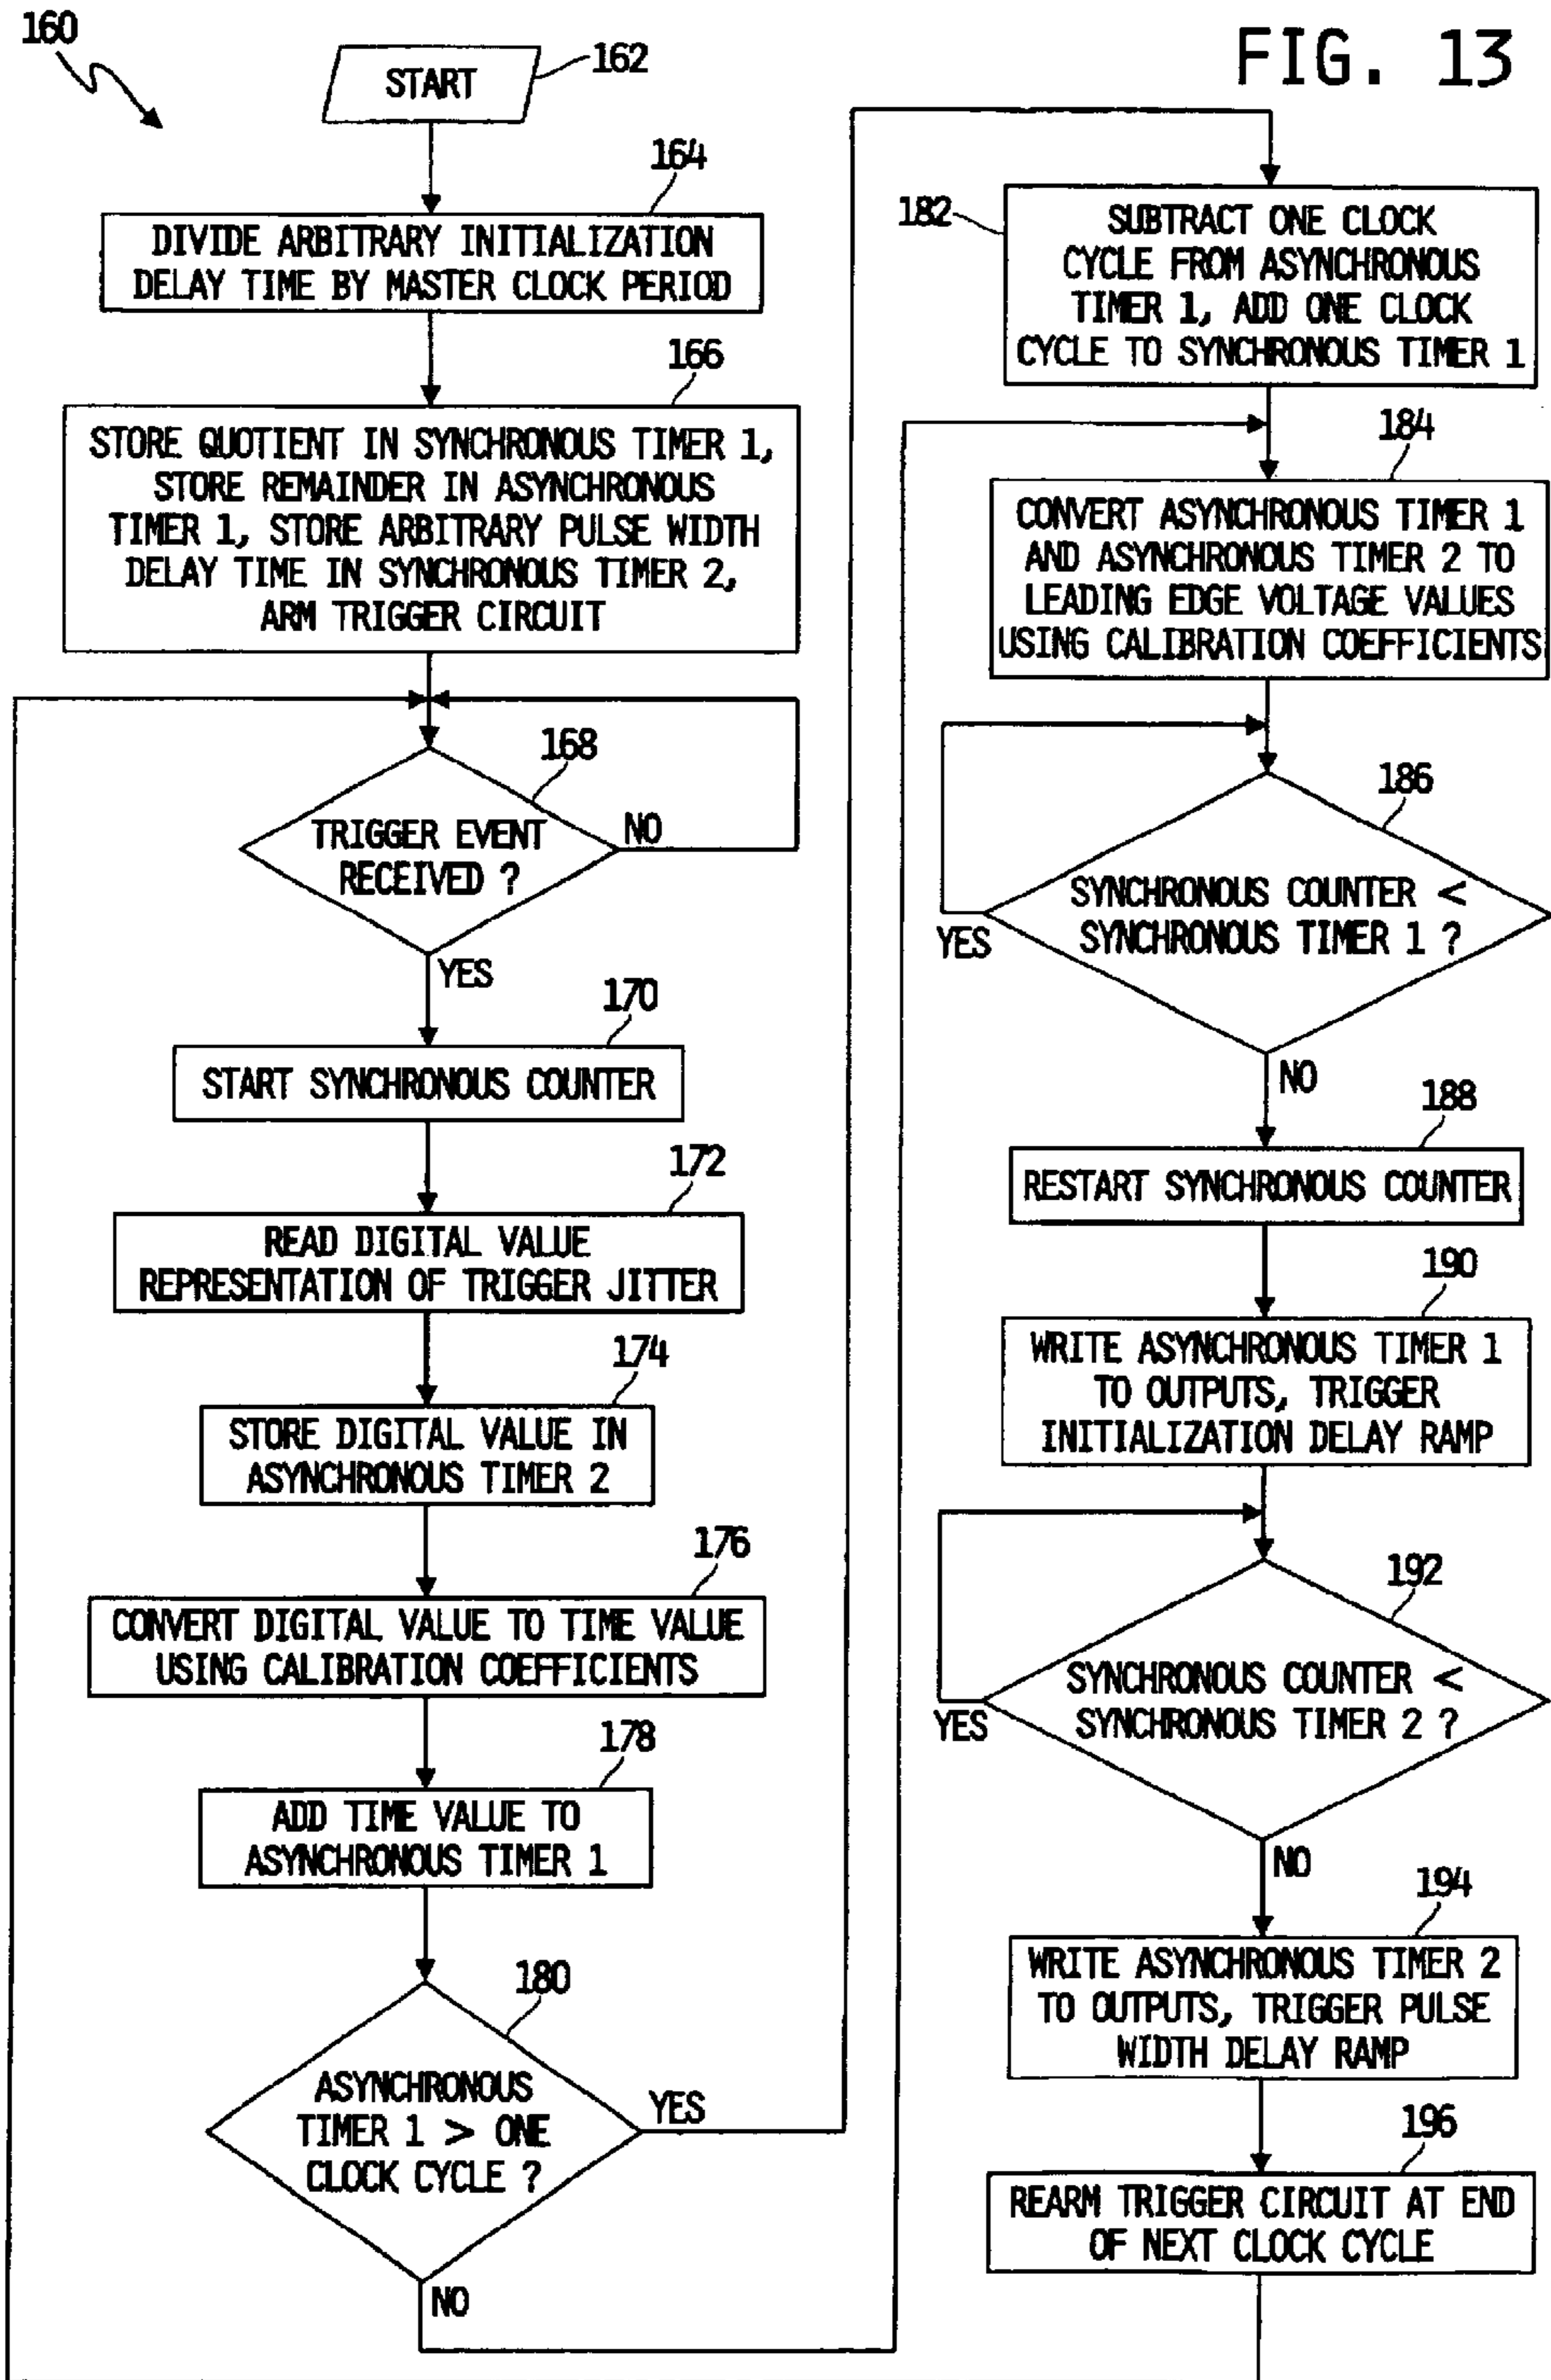 160
START
162
FIG. 13
164
DIVIDE ARBITRARY INITIALIZATION
DELAY TIME BY MASTER CLOCK PERIOD
166
STORE QUOTIENT IN SYNCHRONOUS TIMER 1,
STORE REMAINDER IN ASYNCHRONOUS
TIMER 1, STORE ARBITRARY PULSE WIDTH
DELAY TIME IN SYNCHRONOUS TIMER 2,
ARM TRIGGER CIRCUIT
168
TRIGGER EVENT
RECEIVED ?
NO
YES
170
START SYNCHRONOUS COUNTER
172
READ DIGITAL VALUE
REPRESENTATION OF TRIGGER JITTER
174
STORE DIGITAL VALUE IN
ASYNCHRONOUS TIMER 2
176
CONVERT DIGITAL VALUE TO TIME VALUE
USING CALIBRATION COEFFICIENTS
178
ADD TIME VALUE TO
ASYNCHRONOUS TIMER 1
180
ASYNCHRONOUS
TIMER 1 > ONE
CLOCK CYCLE ?
YES
NO
182
SUBTRACT ONE CLOCK
CYCLE FROM ASYNCHRONOUS
TIMER 1, ADD ONE CLOCK
CYCLE TO SYNCHRONOUS TIMER 1
184
CONVERT ASYNCHRONOUS TIMER 1
AND ASYNCHRONOUS TIMER 2 TO
LEADING EDGE VOLTAGE VALUES
USING CALIBRATION COEFFICIENTS
186
SYNCHRONOUS COUNTER <
SYNCHRONOUS TIMER 1 ?
YES
NO
188
RESTART SYNCHRONOUS COUNTER
190
WRITE ASYNCHRONOUS TIMER 1
TO OUTPUTS, TRIGGER
INITIALIZATION DELAY RAMP
192
SYNCHRONOUS COUNTER <
SYNCHRONOUS TIMER 2 ?
YES
NO
194
WRITE ASYNCHRONOUS TIMER 2
TO OUTPUTS, TRIGGER PULSE
WIDTH DELAY RAMP
196
REARM TRIGGER CIRCUIT AT END
OF NEXT CLOCK CYCLE